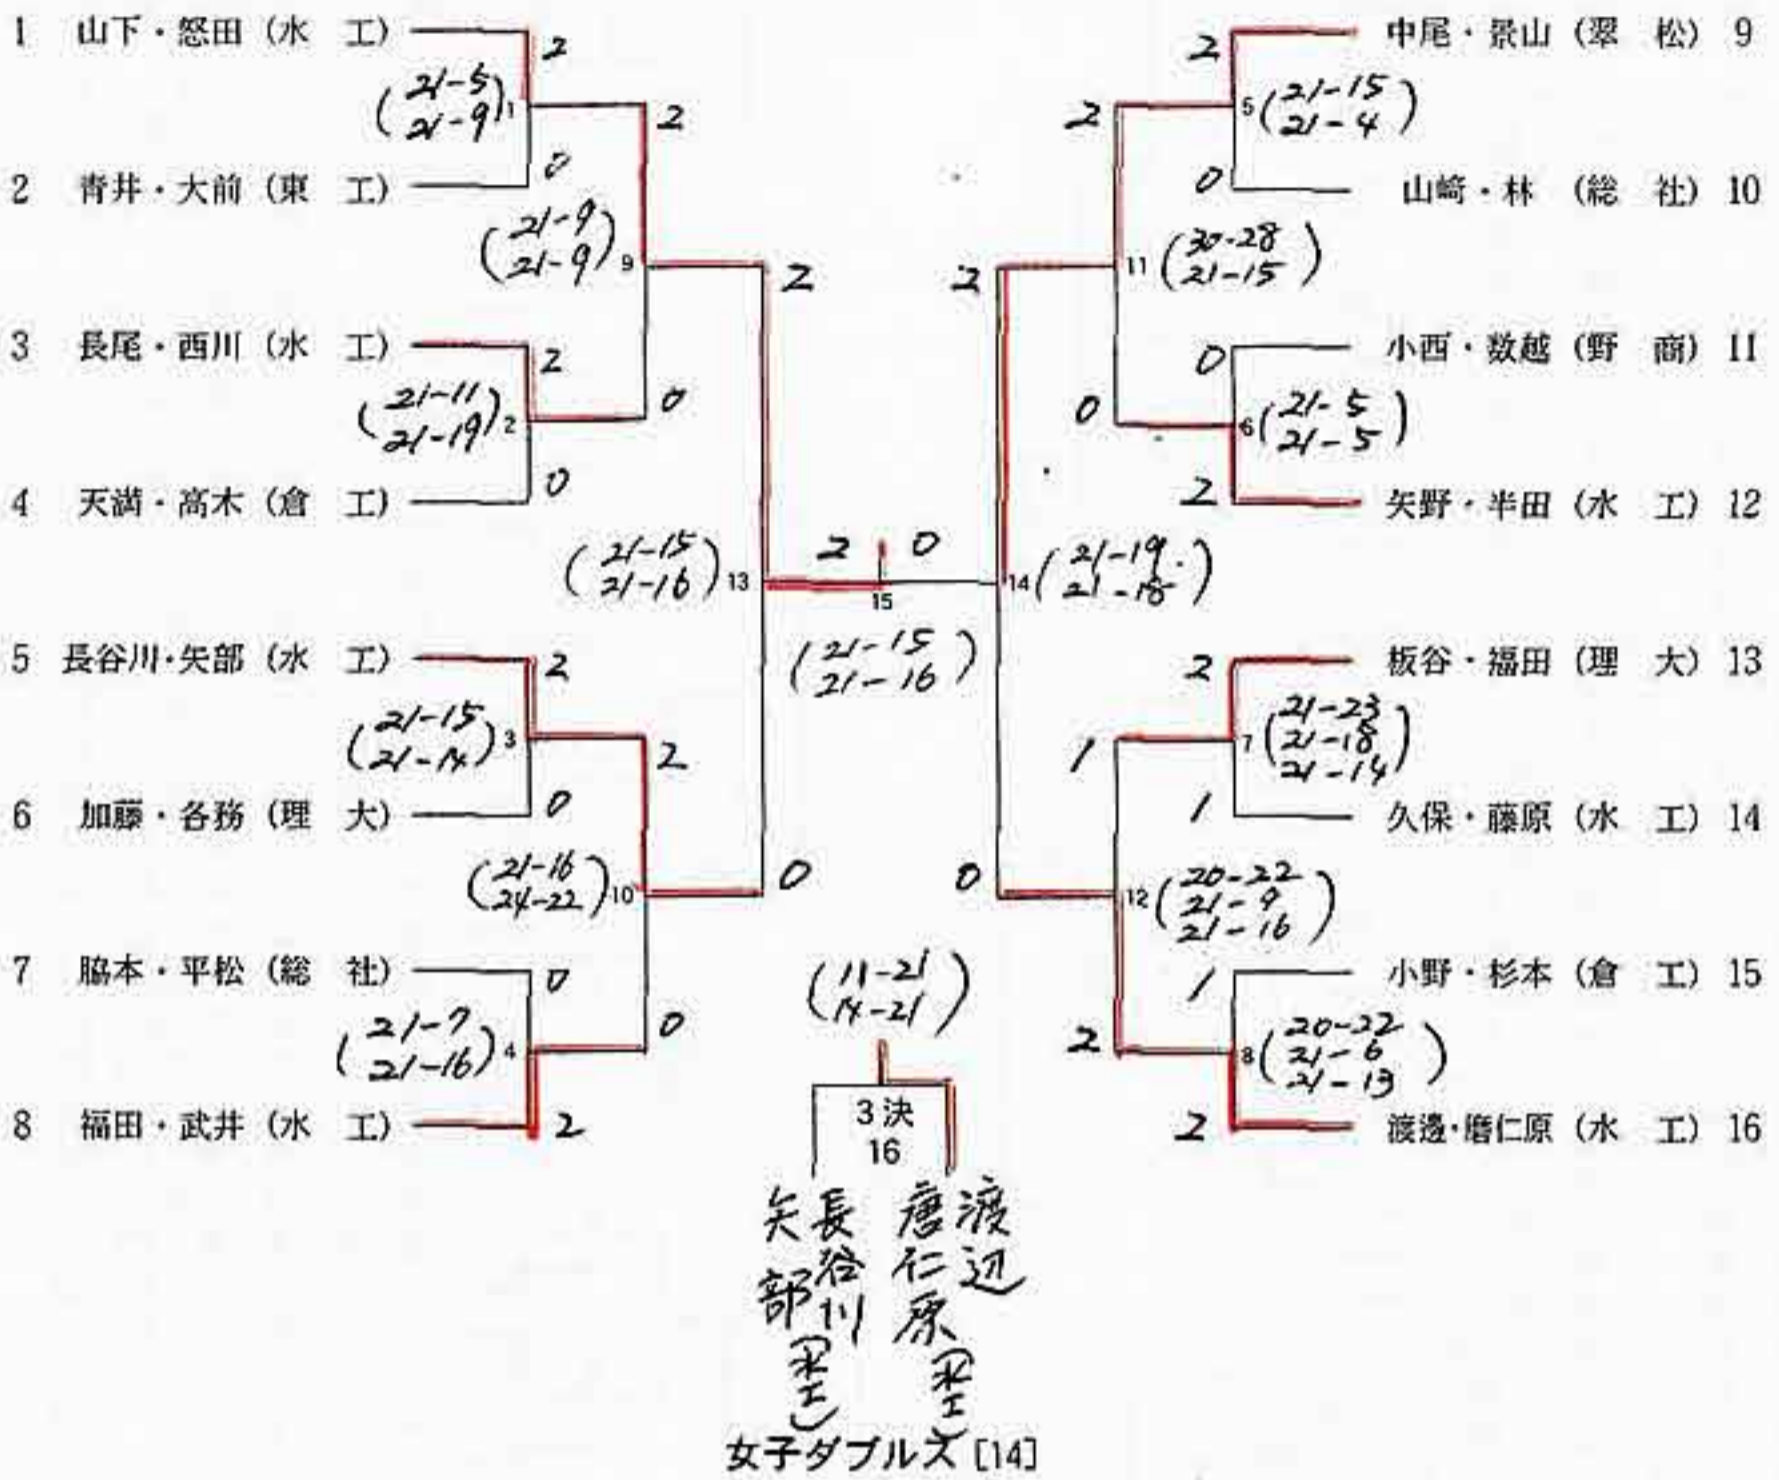 1 山下・怒田 (水 工)
2
(21-5
21-9) 1
0
2 青井・大前 (東 工)
2
(21-9
21-9) 9
3 長尾・西川 (水 工)
2
(21-11
21-19) 2
0
0
4 天満・高木 (倉 工)
2
(21-15
21-16) 13
5 長谷川・矢部 (水 工)
2
(21-15
21-14) 3
2
0
6 加藤・各務 (理 大)
(21-16
24-22) 10
0
7 脇本・平松 (総 社)
0
(21-7
21-16) 4
0
8 福田・武井 (水 工)
2
2 0
15
(21-15
21-16)
中尾・景山 (翠 松) 9
2
5 (21-15
21-4)
2
0
山﨑・林 (総 社) 10
11 (30-28
21-15)
2
小西・数越 (野 商) 11
0
6 (21-5
21-5)
0
2
矢野・半田 (水 工) 12
14 (21-19
21-18)
板谷・福田 (理 大) 13
2
7 (21-23
21-18
21-14)
1
1
久保・藤原 (水 工) 14
0
12 (20-22
21-9
21-16)
小野・杉本 (倉 工) 15
1
8 (20-22
21-6
21-13)
2
2
渡邊・磨仁原 (水 工) 16
(11-21
14-21)
3決
16
渡辺
唐仁原
(水工)
長谷川
矢部
(水工)
女子ダブルス [14]